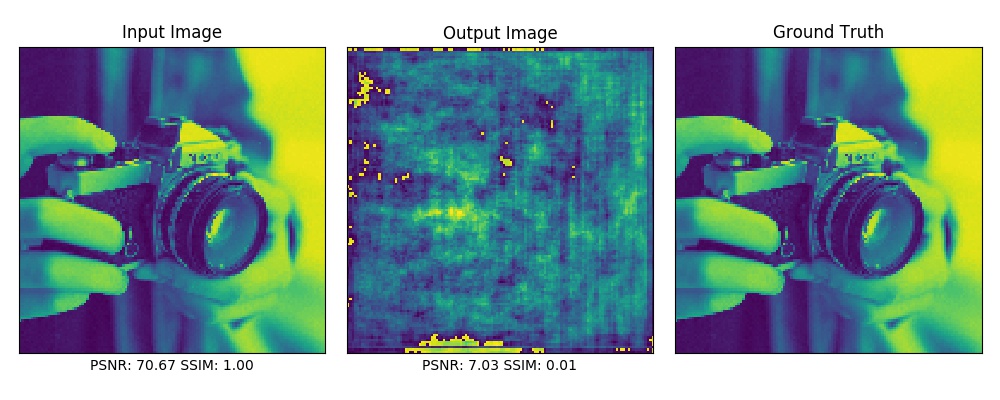 Input Image
Output Image
Ground Truth
PSNR: 70.67 SSIM: 1.00
PSNR: 7.03 SSIM: 0.01